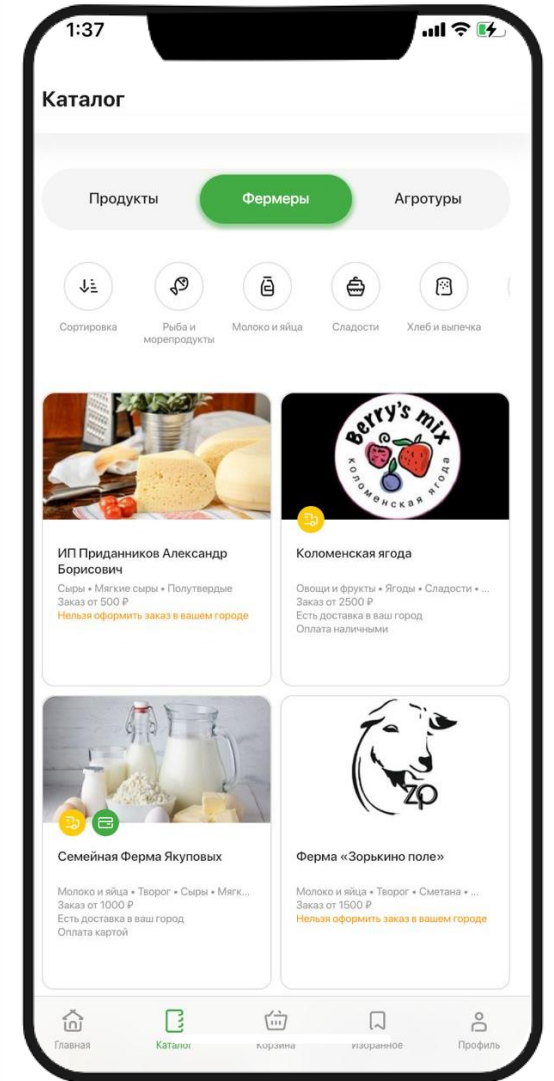 1:37
Каталог
Продукты
Фермеры
Агротуры
Сортировка
Рыба и
морепродукты
Молоко и яйца
Сладости
Хлеб и выпечка
Berry's mix
коломенская ягода
ИП Приданников Александр
Борисович
Сыры • Мягкие сыры • Полутвердые
Заказ от 500 ₽
Нельзя оформить заказ в вашем городе
Коломенская ягода
Овощи и фрукты • Ягоды • Сладости • ...
Заказ от 2500 ₽
Есть доставка в ваш город
Оплата наличными
Семейная Ферма Якуповых
Молоко и яйца • Творог • Сыры • Мягк...
Заказ от 1000 ₽
Есть доставка в ваш город
Оплата картой
ZP
Ферма «Зорькино поле»
Молоко и яйца • Творог • Сметана • ...
Заказ от 1500 ₽
Нельзя оформить заказ в вашем городе
Главная
Каталог
Корзина
Избранное
Профиль